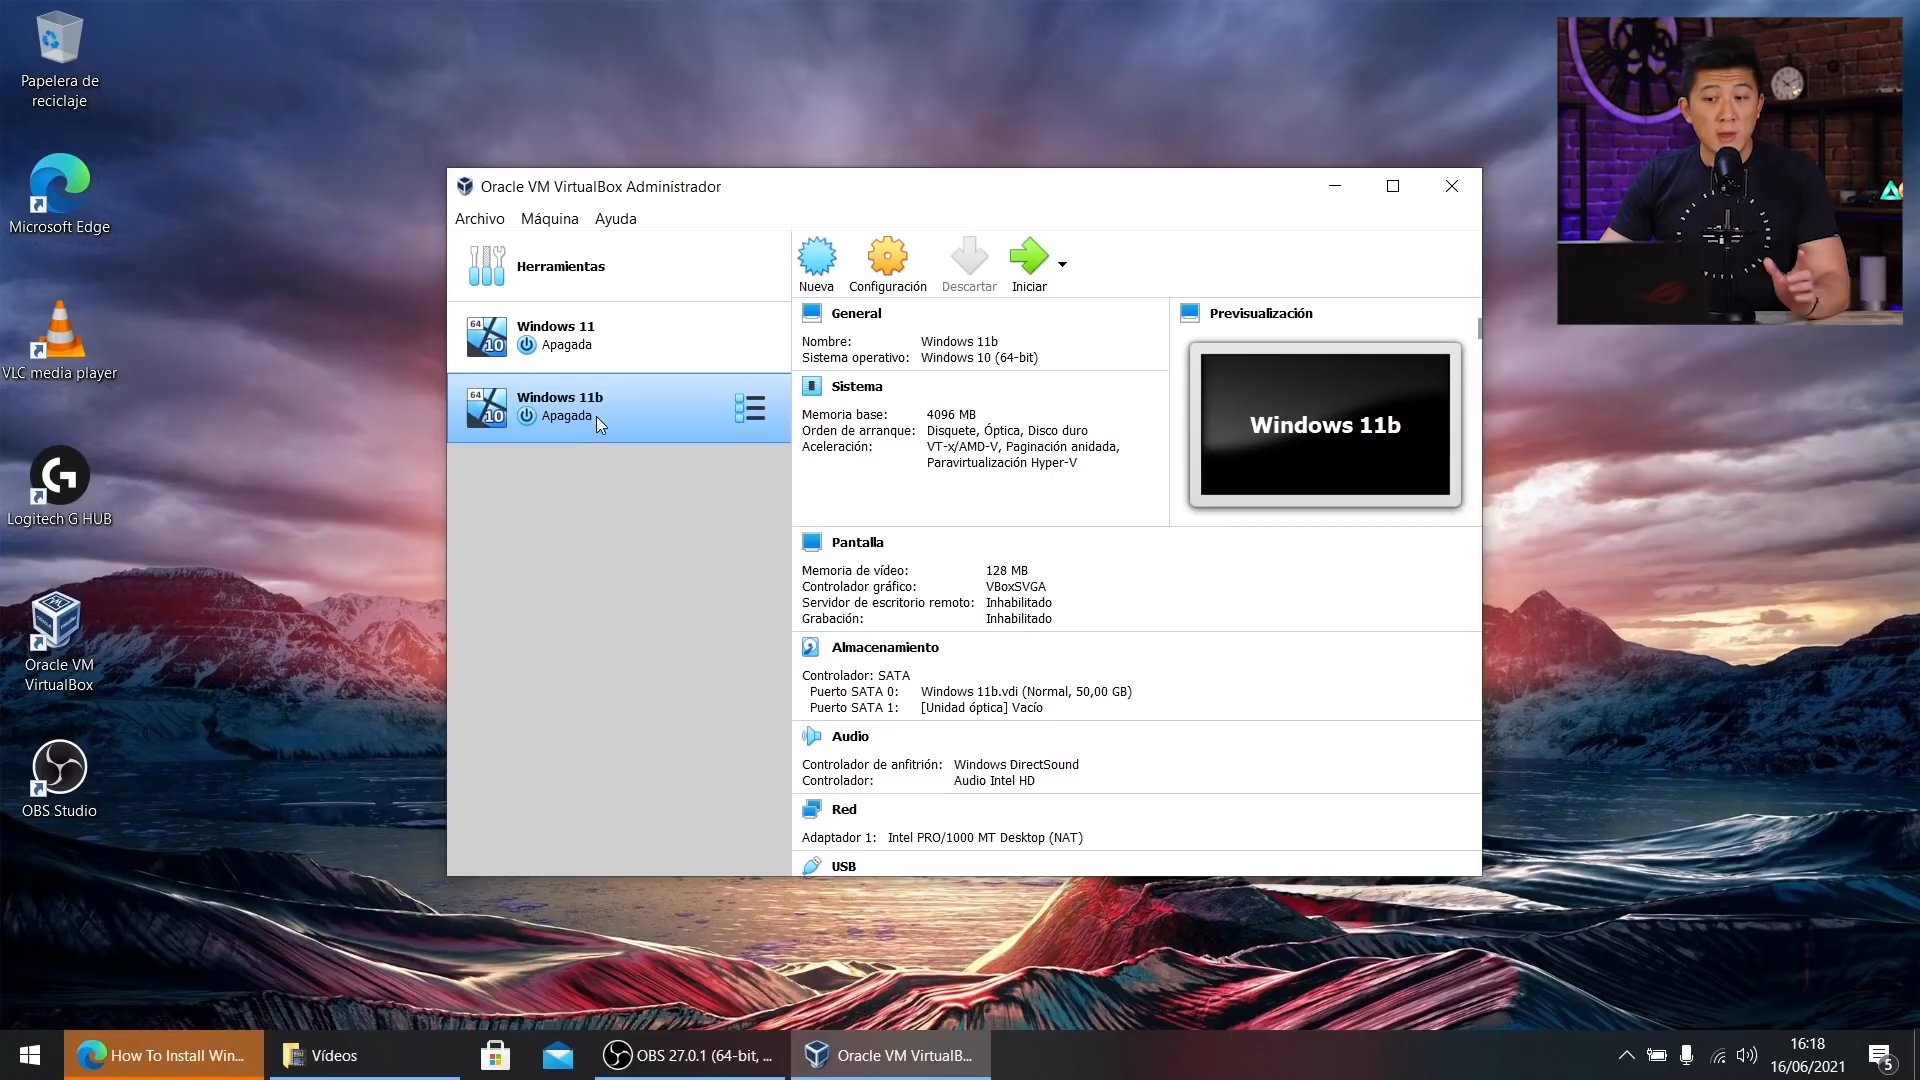 Papelera de
reciclaje
Microsoft Edge
VLC media player
Logitech G HUB
Oracle VM
VirtualBox
OBS Studio
Oracle VM VirtualBox Administrador
Archivo Máquina Ayuda
Herramientas
Nueva Configuración Descartar Iniciar
64
10
Windows 11
Apagada
64
10
Windows 11b
Apagada
General
Nombre: Windows 11b
Sistema operativo: Windows 10 (64-bit)
Sistema
Memoria base: 4096 MB
Orden de arranque: Disquete, Óptica, Disco duro
Aceleración: VT-x/AMD-V, Paginación anidada,
Paravirtualización Hyper-V
Previsualización
Windows 11b
Pantalla
Memoria de vídeo: 128 MB
Controlador gráfico: VBoxSVGA
Servidor de escritorio remoto: Inhabilitado
Grabación: Inhabilitado
Almacenamiento
Controlador: SATA
Puerto SATA 0: Windows 11b.vdi (Normal, 50,00 GB)
Puerto SATA 1: [Unidad óptica] Vacío
Audio
Controlador de anfitrión: Windows DirectSound
Controlador: Audio Intel HD
Red
Adaptador 1: Intel PRO/1000 MT Desktop (NAT)
USB
How To Install Win...
Vídeos
OBS 27.0.1 (64-bit, ...
Oracle VM VirtualB...
16:18
16/06/2021
5